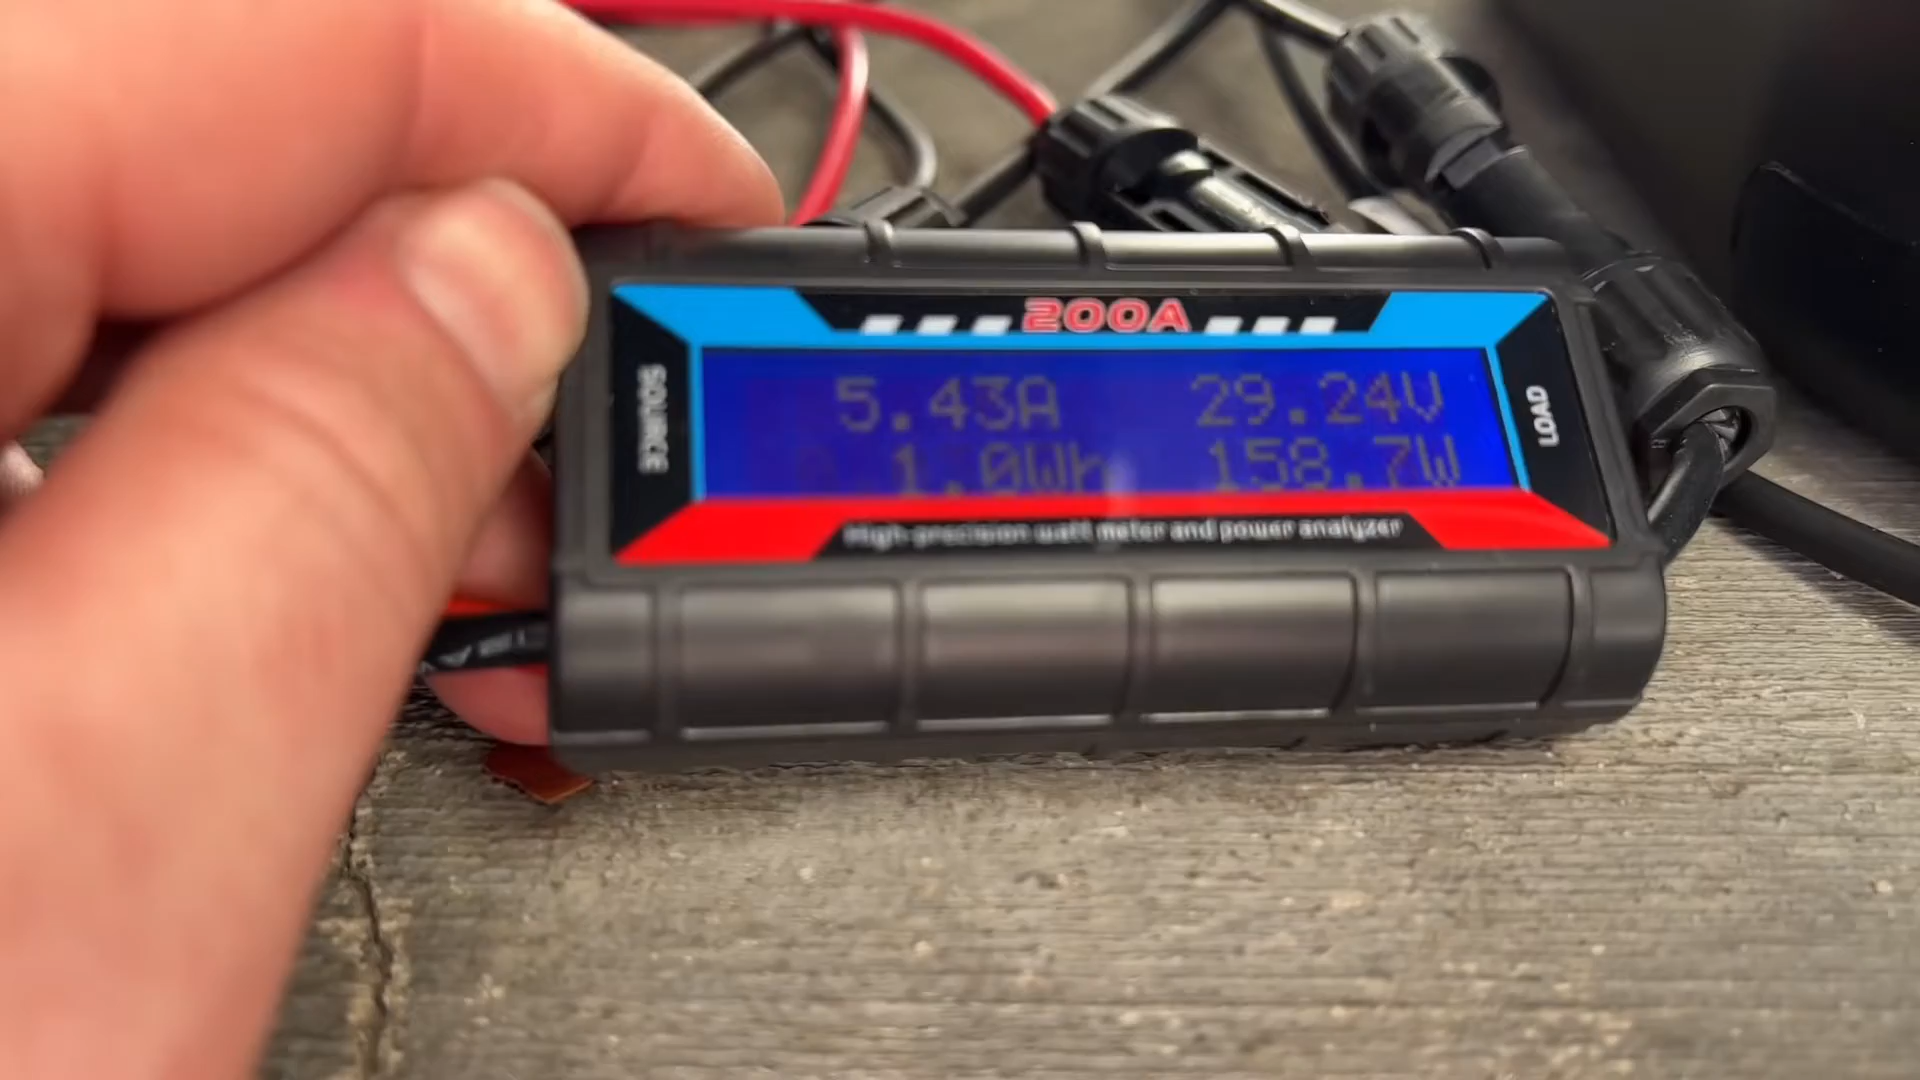 200A
SOURCE
5.43A 29.24V
1.0Wh 158.7W
LOAD
High-precision watt meter and power analyzer